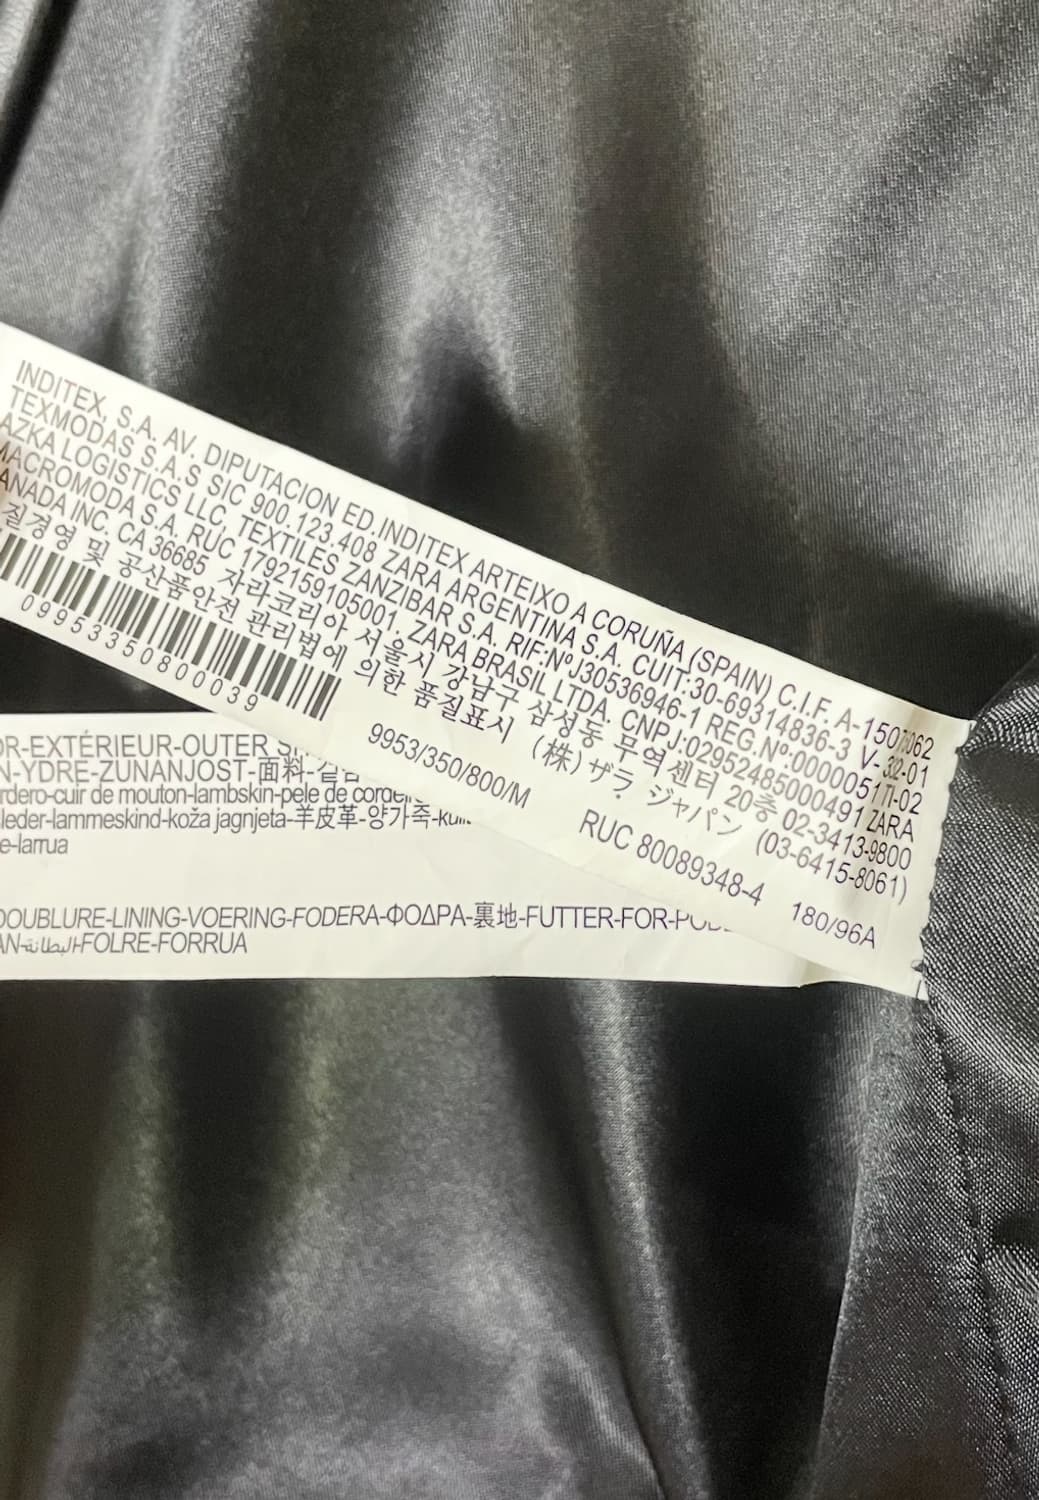 INDITEX, S.A. AV. DIPUTACION ED.INDITEX ARTEIXO A CORUÑA (SPAIN) C.I.F. A-15075062
TEXMODAS S.A.S SIC 900.123.408 ZARA ARGENTINA S.A. CUIT:30-69314836-3 V-302-01
AZKA LOGISTICS LLC, TEXTILES ZANZIBAR S.A. RIF:NºJ30536946-1 REG.Nº:0000051TI-02
MACROMODA S.A. RUC 1792159105001, ZARA BRASIL LTDA. CNPJ:02952485000491 ZARA
ANADA INC. CA 36685 자라코리아 서울시 강남구 삼성동 무역센터 20층 02-3413-9800
질경영 및 공산품안전 관리법에 의한 품질표시 (株)ザラ ジャパン (03-6415-8061)
09953350800039
9953/350/800/M
RUC 80089348-4
180/96A
OR-EXTÉRIEUR-OUTER
N-YDRE-ZUNANJOST-面料-
rdero-cuir de mouton-lambskin-pele de
leder-lammeskind-koža jagnjeta-羊皮革-양가죽-
e-larrua
DOUBLURE-LINING-VOERING-FODERA-ΦΟΔΡΑ-裏地-FUTTER-FOR-
AN-البطانة-FOLRE-FORRUA